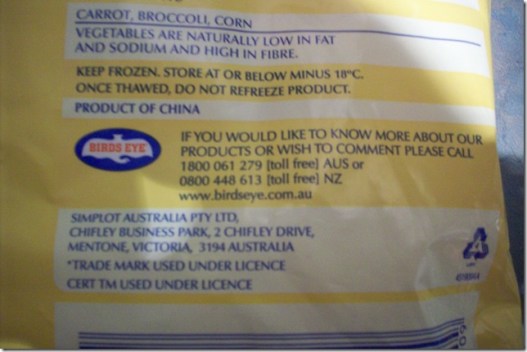 CARROT, BROCCOLI, CORN
VEGETABLES ARE NATURALLY LOW IN FAT
AND SODIUM AND HIGH IN FIBRE.
KEEP FROZEN. STORE AT OR BELOW MINUS 18°C.
ONCE THAWED, DO NOT REFREEZE PRODUCT.
PRODUCT OF CHINA
BIRDS EYE
IF YOU WOULD LIKE TO KNOW MORE ABOUT OUR
PRODUCTS OR WISH TO COMMENT PLEASE CALL
1800 061 279 [toll free] AUS or
0800 448 613 [toll free] NZ
www.birdseye.com.au
SIMPLOT AUSTRALIA PTY LTD,
CHIFLEY BUSINESS PARK, 2 CHIFLEY DRIVE,
MENTONE, VICTORIA, 3194 AUSTRALIA
*TRADE MARK USED UNDER LICENCE
CERT TM USED UNDER LICENCE